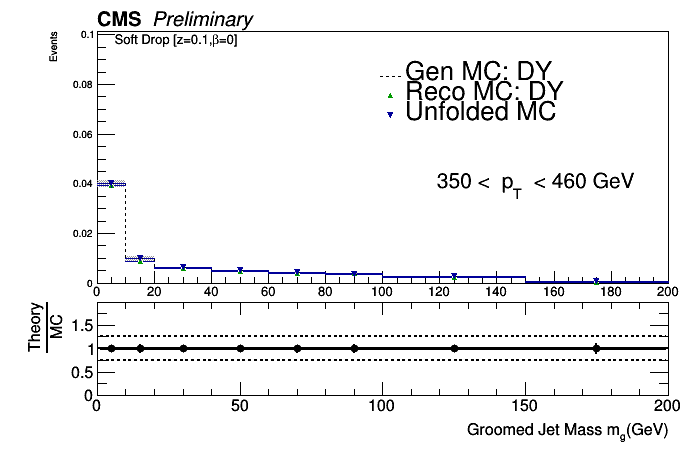 CMS Preliminary
Events
Soft Drop [z=0.1,β=0]
0.1
0.08
0.06
0.04
0.02
0
Gen MC: DY
Reco MC: DY
Unfolded MC
350 < pT < 460 GeV
0 20 40 60 80 100 120 140 160 180 200
Theory
MC
1.5
1
0.5
0
0 50 100 150 200
Groomed Jet Mass mg(GeV)